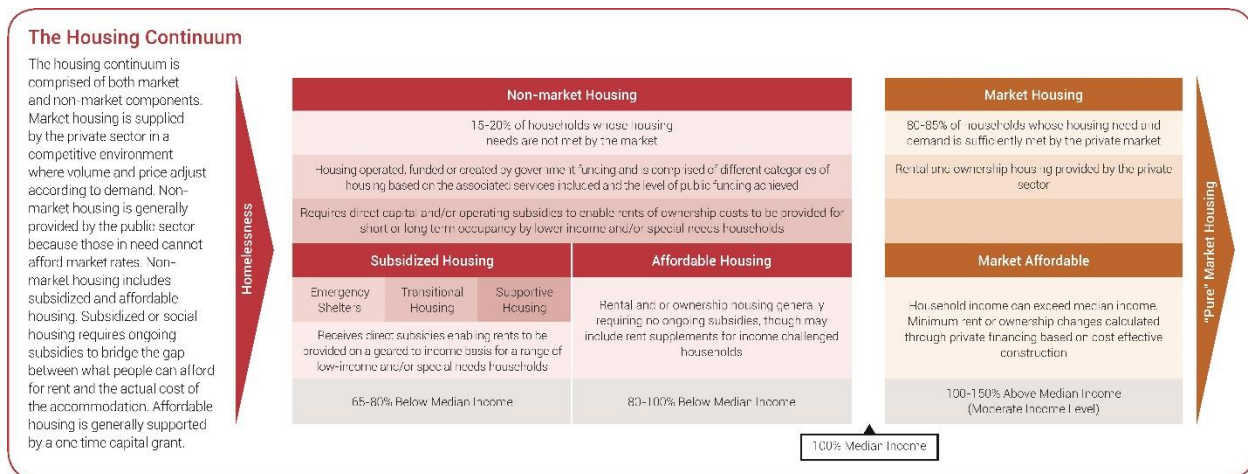 The Housing Continuum
The housing continuum is
comprised of both market
and non-market components.
Market housing is supplied
by the private sector in a
competitive environment
where volume and price adjust
according to demand. Non-
market housing is generally
provided by the public sector
because those in need cannot
afford market rates. Non-
market housing includes
subsidized and affordable
housing. Subsidized or social
housing requires ongoing
subsidies to bridge the gap
between what people can afford
for rent and the actual cost of
the accommodation. Affordable
housing is generally supported
by a one time capital grant.
Homelessness
Non-market Housing
15-20% of households whose housing
needs are not met by the market
Housing operated, funded or created by government funding and is comprised of different categories of
housing based on the associated services included and the level of public funding achieved
Requires direct capital and/or operating subsidies to enable rents of ownership costs to be provided for
short or long term occupancy by lower income and/or special needs households
Subsidized Housing
Emergency
Shelters
Transitional
Housing
Supportive
Housing
Receives direct subsidies enabling rents to be
provided on a geared to income basis for a range of
low-income and/or special needs households
65-80% Below Median Income
Affordable Housing
Rental and or ownership housing generally
requiring no ongoing subsidies, though may
include rent supplements for income challenged
households
80-100% Below Median Income
Market Housing
80-85% of households whose housing need and
demand is sufficiently met by the private market
Rental and ownership housing provided by the private
sector
Market Affordable
Household income can exceed median income.
Minimum rent or ownership changes calculated
through private financing based on cost effective
construction
100-150% Above Median Income
(Moderate Income Level)
100% Median Income
"Pure" Market Housing